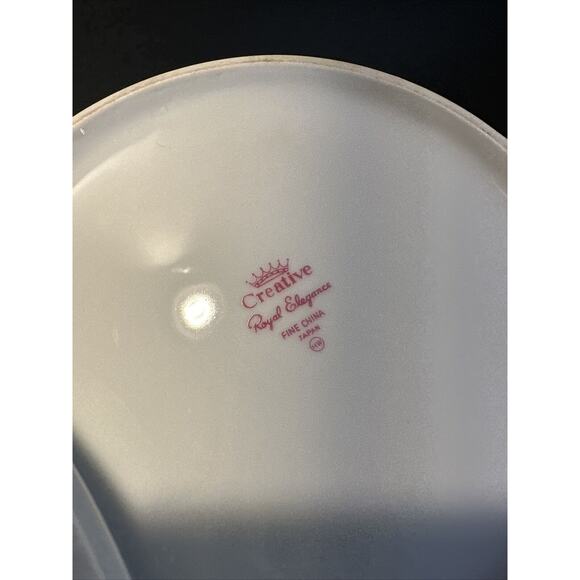 Creative
Royal Elegance
FINE CHINA
JAPAN